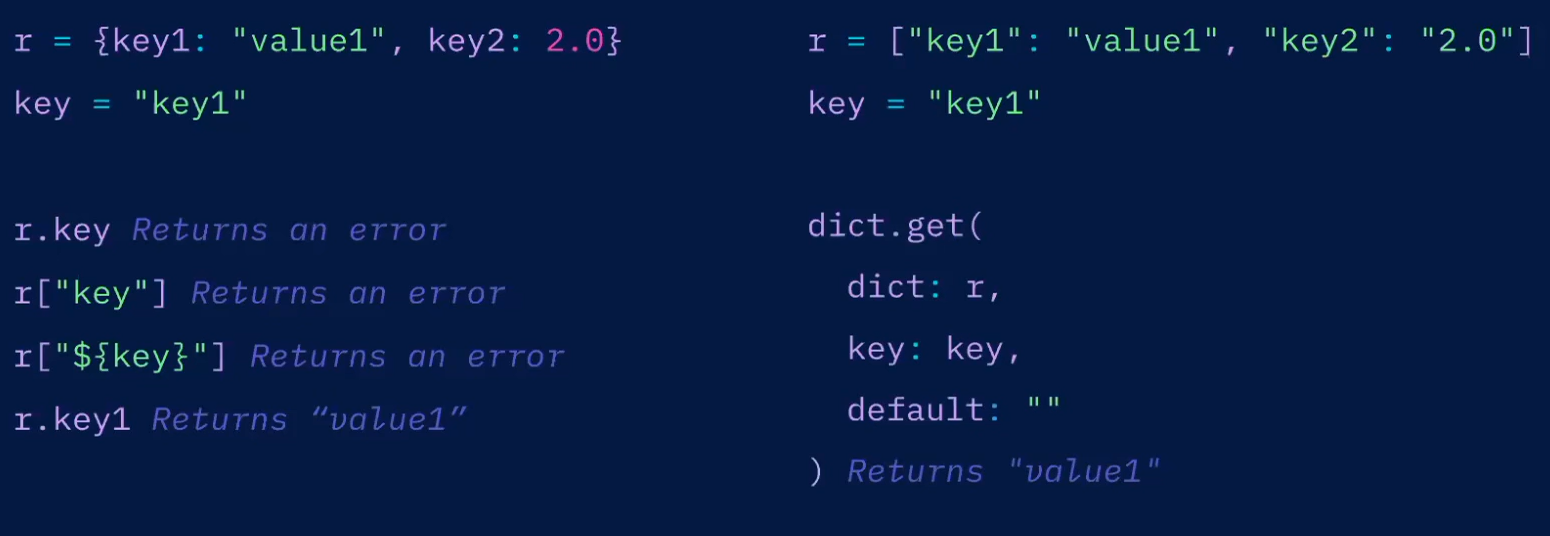 r = {key1: "value1", key2: 2.0}
key = "key1"
r.key Returns an error
r["key"] Returns an error
r["${key}"] Returns an error
r.key1 Returns “value1”
r = ["key1": "value1", "key2": "2.0"]
key = "key1"
dict.get(
  dict: r,
  key: key,
  default: ""
) Returns "value1"